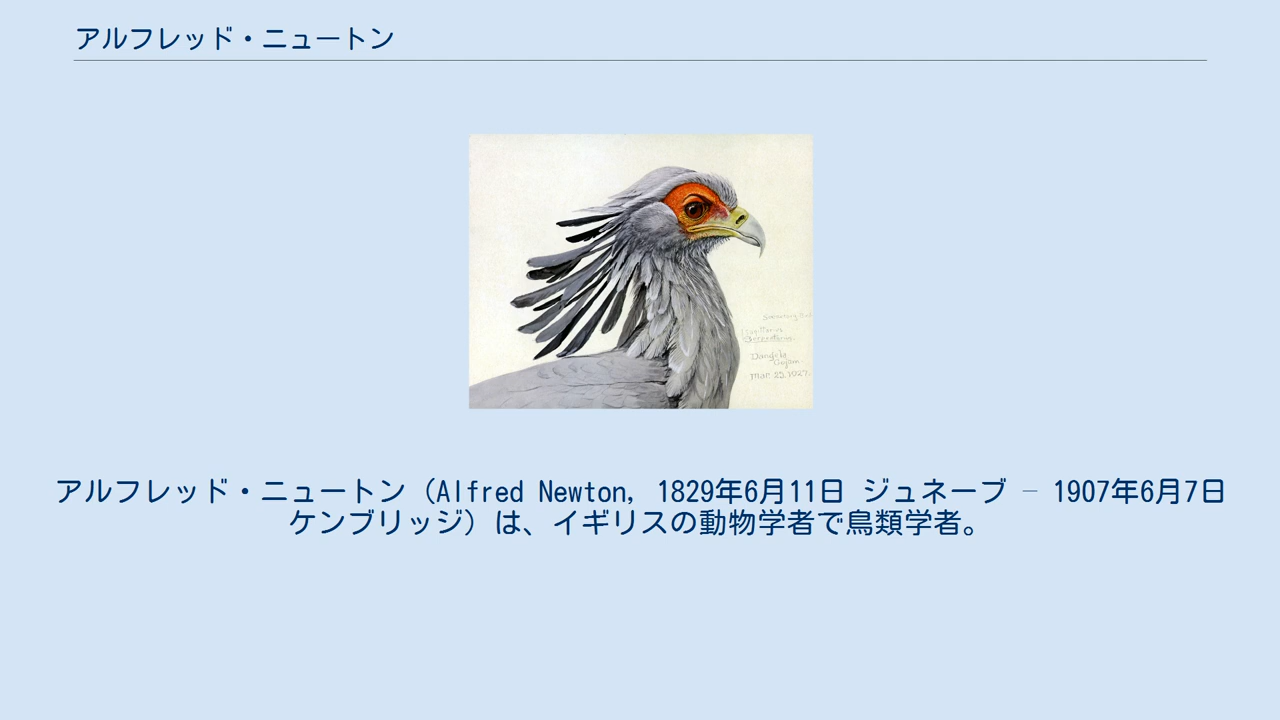 アルフレッド・ニュートン
Mar. 25. 1927.
アルフレッド・ニュートン（Alfred Newton, 1829年6月11日 ジュネーブ – 1907年6月7日
ケンブリッジ）は、イギリスの動物学者で鳥類学者。